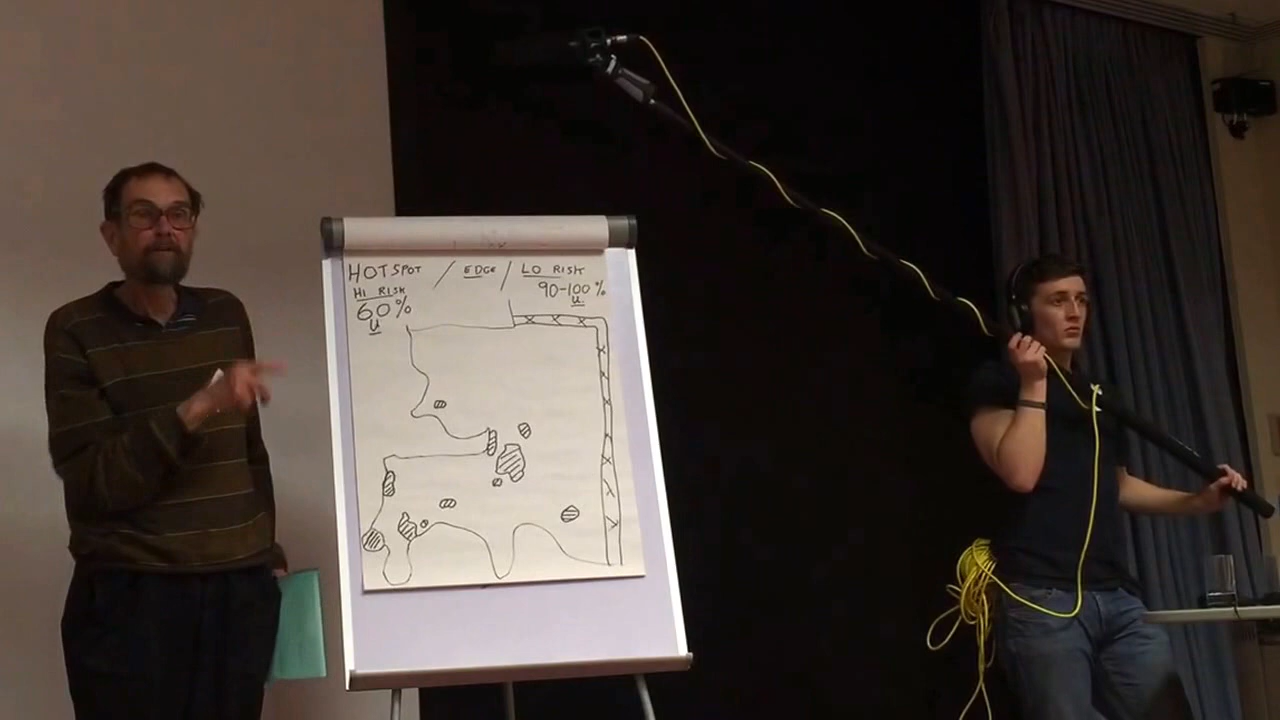 HOTSPOT / EDGE / LO RISK
HI RISK 90-100%
60% u
u